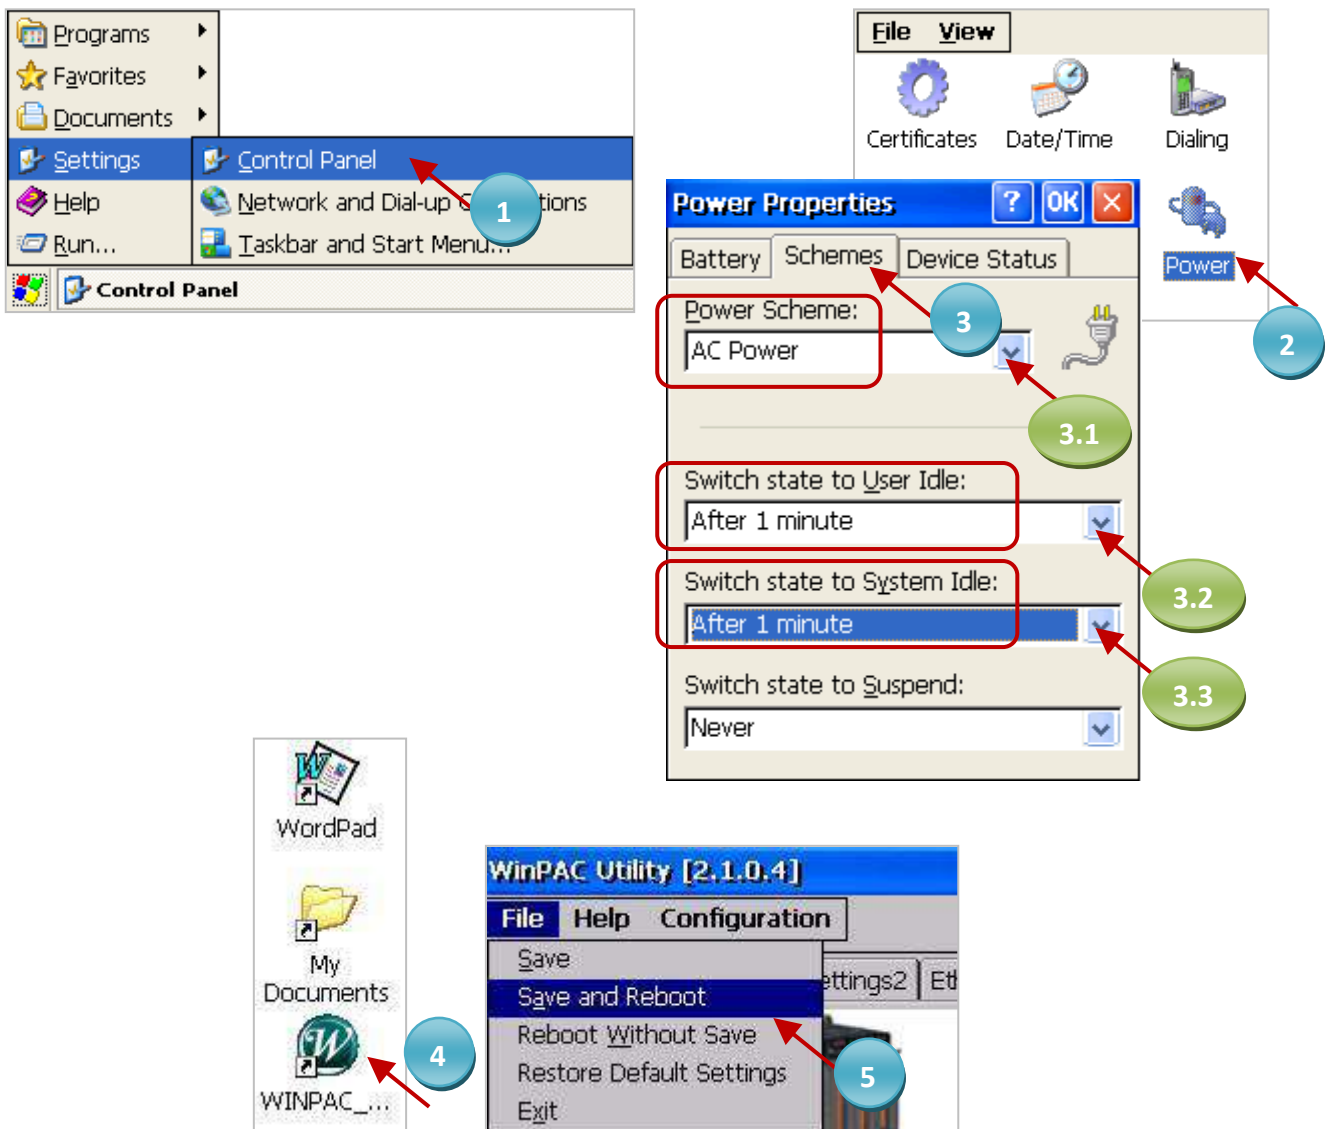 Programs
Favorites
Documents
Settings
Control Panel
Help
Network and Dial-up
1
Run...
Taskbar and Start Menu...
Control Panel
File View
Certificates
Date/Time
Dialing
Power
2
Power Properties
? OK
Battery
Schemes
Device Status
3
Power Scheme:
AC Power
3.1
Switch state to User Idle:
After 1 minute
3.2
Switch state to System Idle:
After 1 minute
3.3
Switch state to Suspend:
Never
WordPad
My
Documents
WINPAC_...
4
WinPAC Utility [2.1.0.4]
File Help Configuration
Save
Save and Reboot
Reboot Without Save
Restore Default Settings
Exit
5